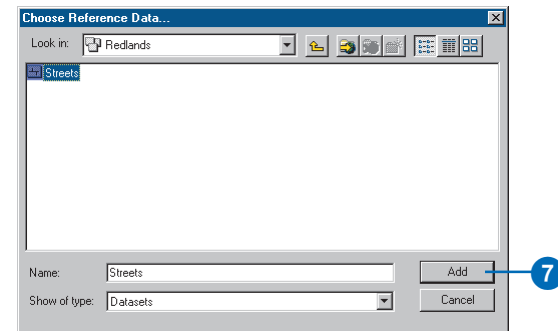 Choose Reference Data...
Look in: Redlands
Streets
Name: Streets
Add
7
Show of type: Datasets
Cancel